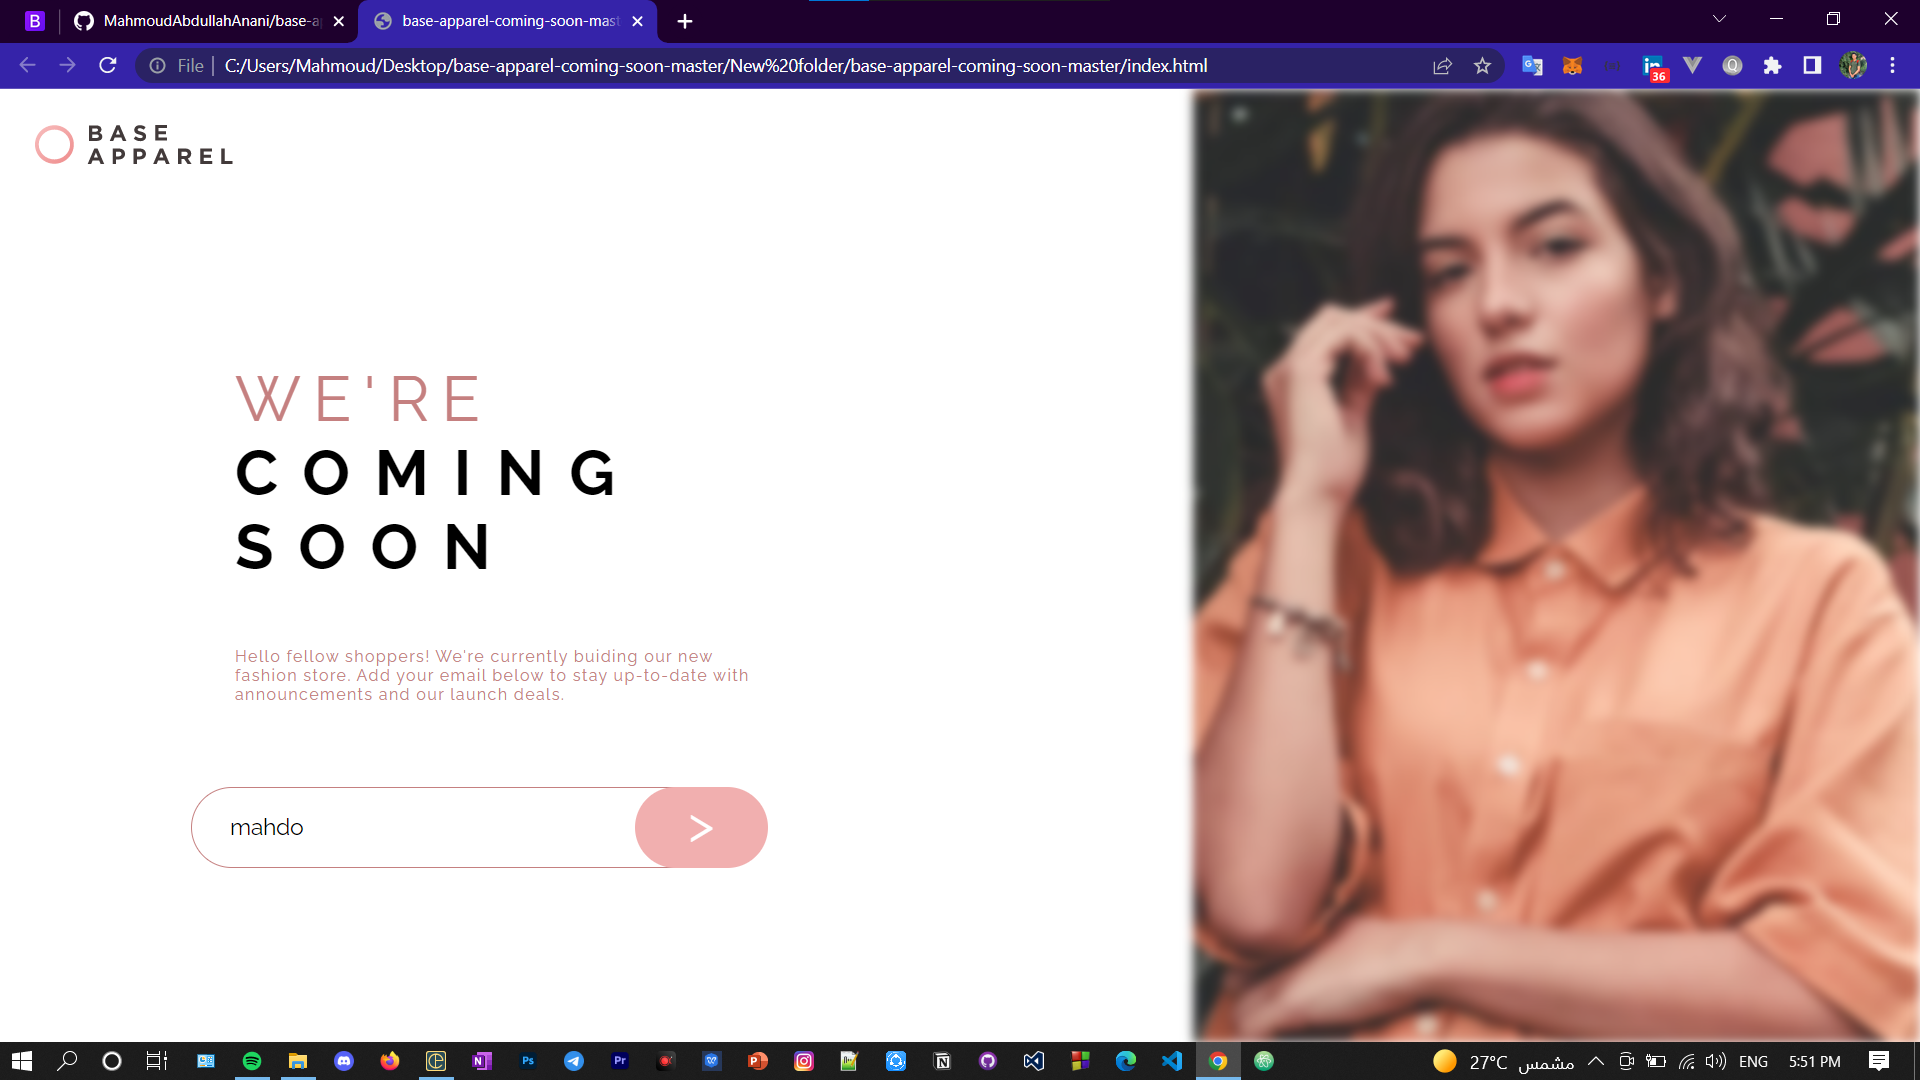 B
MahmoudAbdullahAnani/base-a
base-apparel-coming-soon-mast
File
C:/Users/Mahmoud/Desktop/base-apparel-coming-soon-master/New%20folder/base-apparel-coming-soon-master/index.html
36
BASE
APPAREL
WE'RE
COMING
SOON
Hello fellow shoppers! We're currently buiding our new
fashion store. Add your email below to stay up-to-date with
announcements and our launch deals.
mahdo
>
27°C مشمس
ENG
5:51 PM